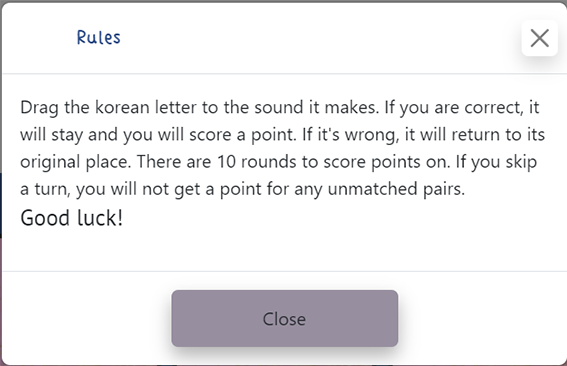 Rules
Drag the korean letter to the sound it makes. If you are correct, it
will stay and you will score a point. If it's wrong, it will return to its
original place. There are 10 rounds to score points on. If you skip
a turn, you will not get a point for any unmatched pairs.
Good luck!
Close